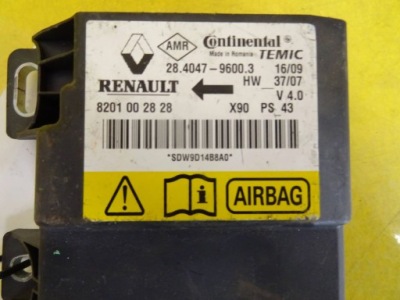 AMR Continental
Made in Romania TEMIC
28.4047-9600.3 16/09
RENAULT HW 37/07
V 4.0
8201 00 28 28 X90 PS 43
*SDW9D14B8A0*
AIRBAG